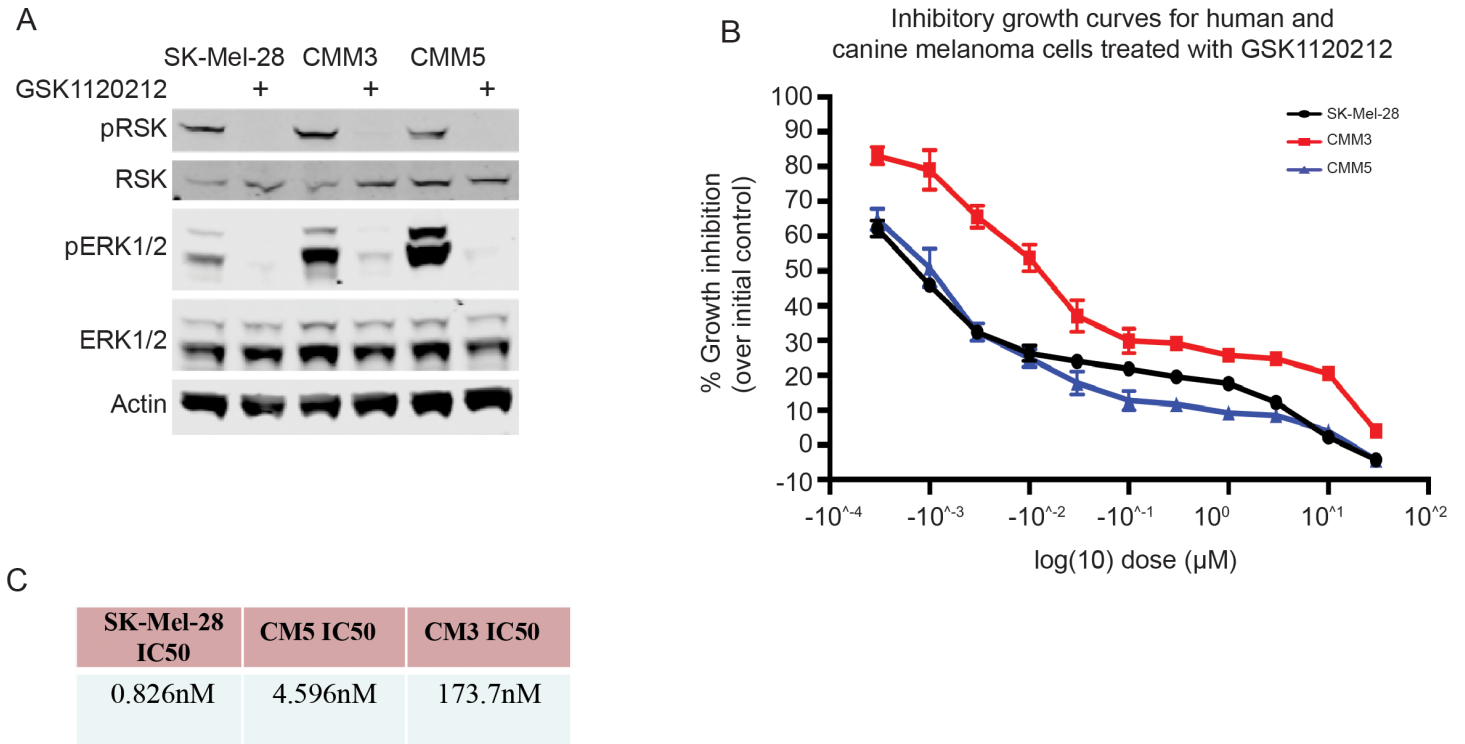 A
SK-Mel-28 CMM3 CMM5
GSK1120212 + + +
pRSK
RSK
pERK1/2
ERK1/2
Actin
B
Inhibitory growth curves for human and
canine melanoma cells treated with GSK1120212
% Growth inhibition
(over initial control)
100
90
80
70
60
50
40
30
20
10
0
-10
SK-Mel-28
CMM3
CMM5
-10^-4 -10^-3 -10^-2 -10^-1 10^0 10^1 10^2
log(10) dose (µM)
C
SK-Mel-28
IC50
CM5 IC50 CM3 IC50
0.826nM 4.596nM 173.7nM